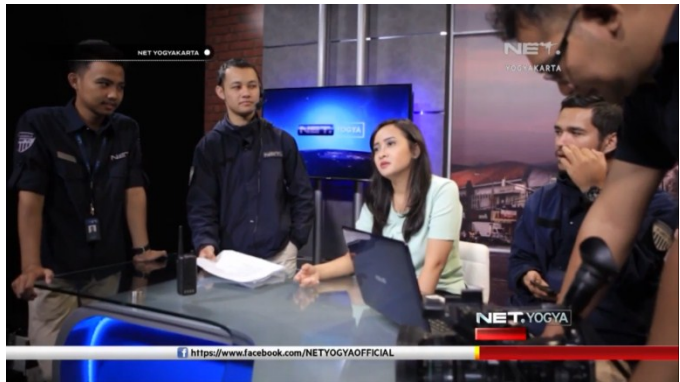 NET YOGYAKARTA
NET.
YOGYAKARTA
NET. YOGYA
NET. YOGYA
https://www.facebook.com/NETYOGYAOFFICIAL